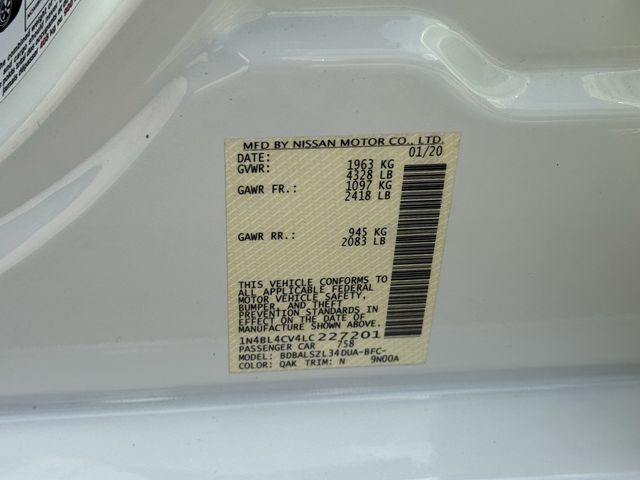 MFD BY NISSAN MOTOR CO., LTD.
DATE: 01/20
GVWR: 1963 KG
4328 LB
GAWR FR.: 1097 KG
2418 LB
GAWR RR.: 945 KG
2083 LB
THIS VEHICLE CONFORMS TO
ALL APPLICABLE FEDERAL
MOTOR VEHICLE SAFETY,
BUMPER, AND THEFT
PREVENTION STANDARDS IN
EFFECT ON THE DATE OF
MANUFACTURE SHOWN ABOVE.
1N4BL4CV4LC227201
PASSENGER CAR 758
MODEL: BDBALSZL34DUA-BFC-
COLOR: QAK TRIM: N 9N00A